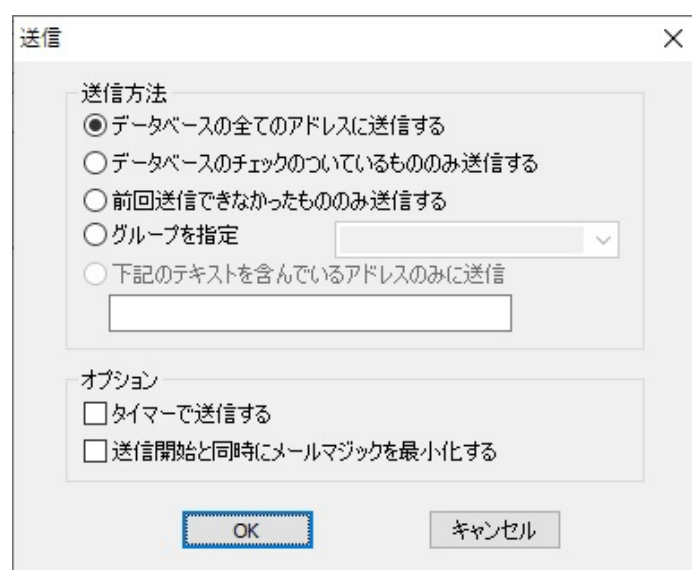 送信
送信方法
データベースの全てのアドレスに送信する
データベースのチェックのついているもののみ送信する
前回送信できなかったもののみ送信する
グループを指定
下記のテキストを含んでいるアドレスのみに送信
オプション
タイマーで送信する
送信開始と同時にメールマジックを最小化する
OK キャンセル